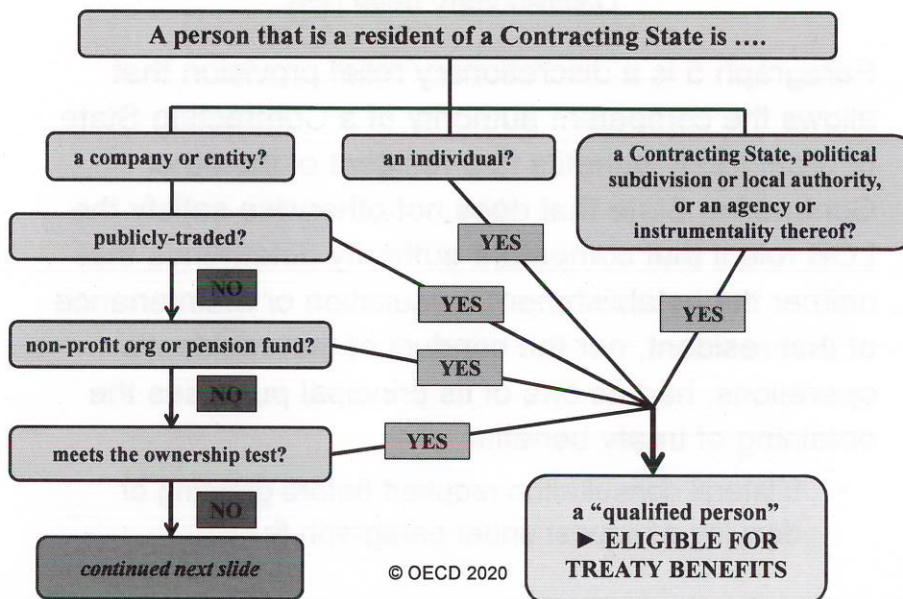 A person that is a resident of a Contracting State is ....
a company or entity?
an individual?
a Contracting State, political
subdivision or local authority,
or an agency or
instrumentality thereof?
publicly-traded?
YES
NO
YES
YES
non-profit org or pension fund?
YES
NO
YES
meets the ownership test?
NO
a “qualified person”
► ELIGIBLE FOR
TREATY BENEFITS
continued next slide
© OECD 2020